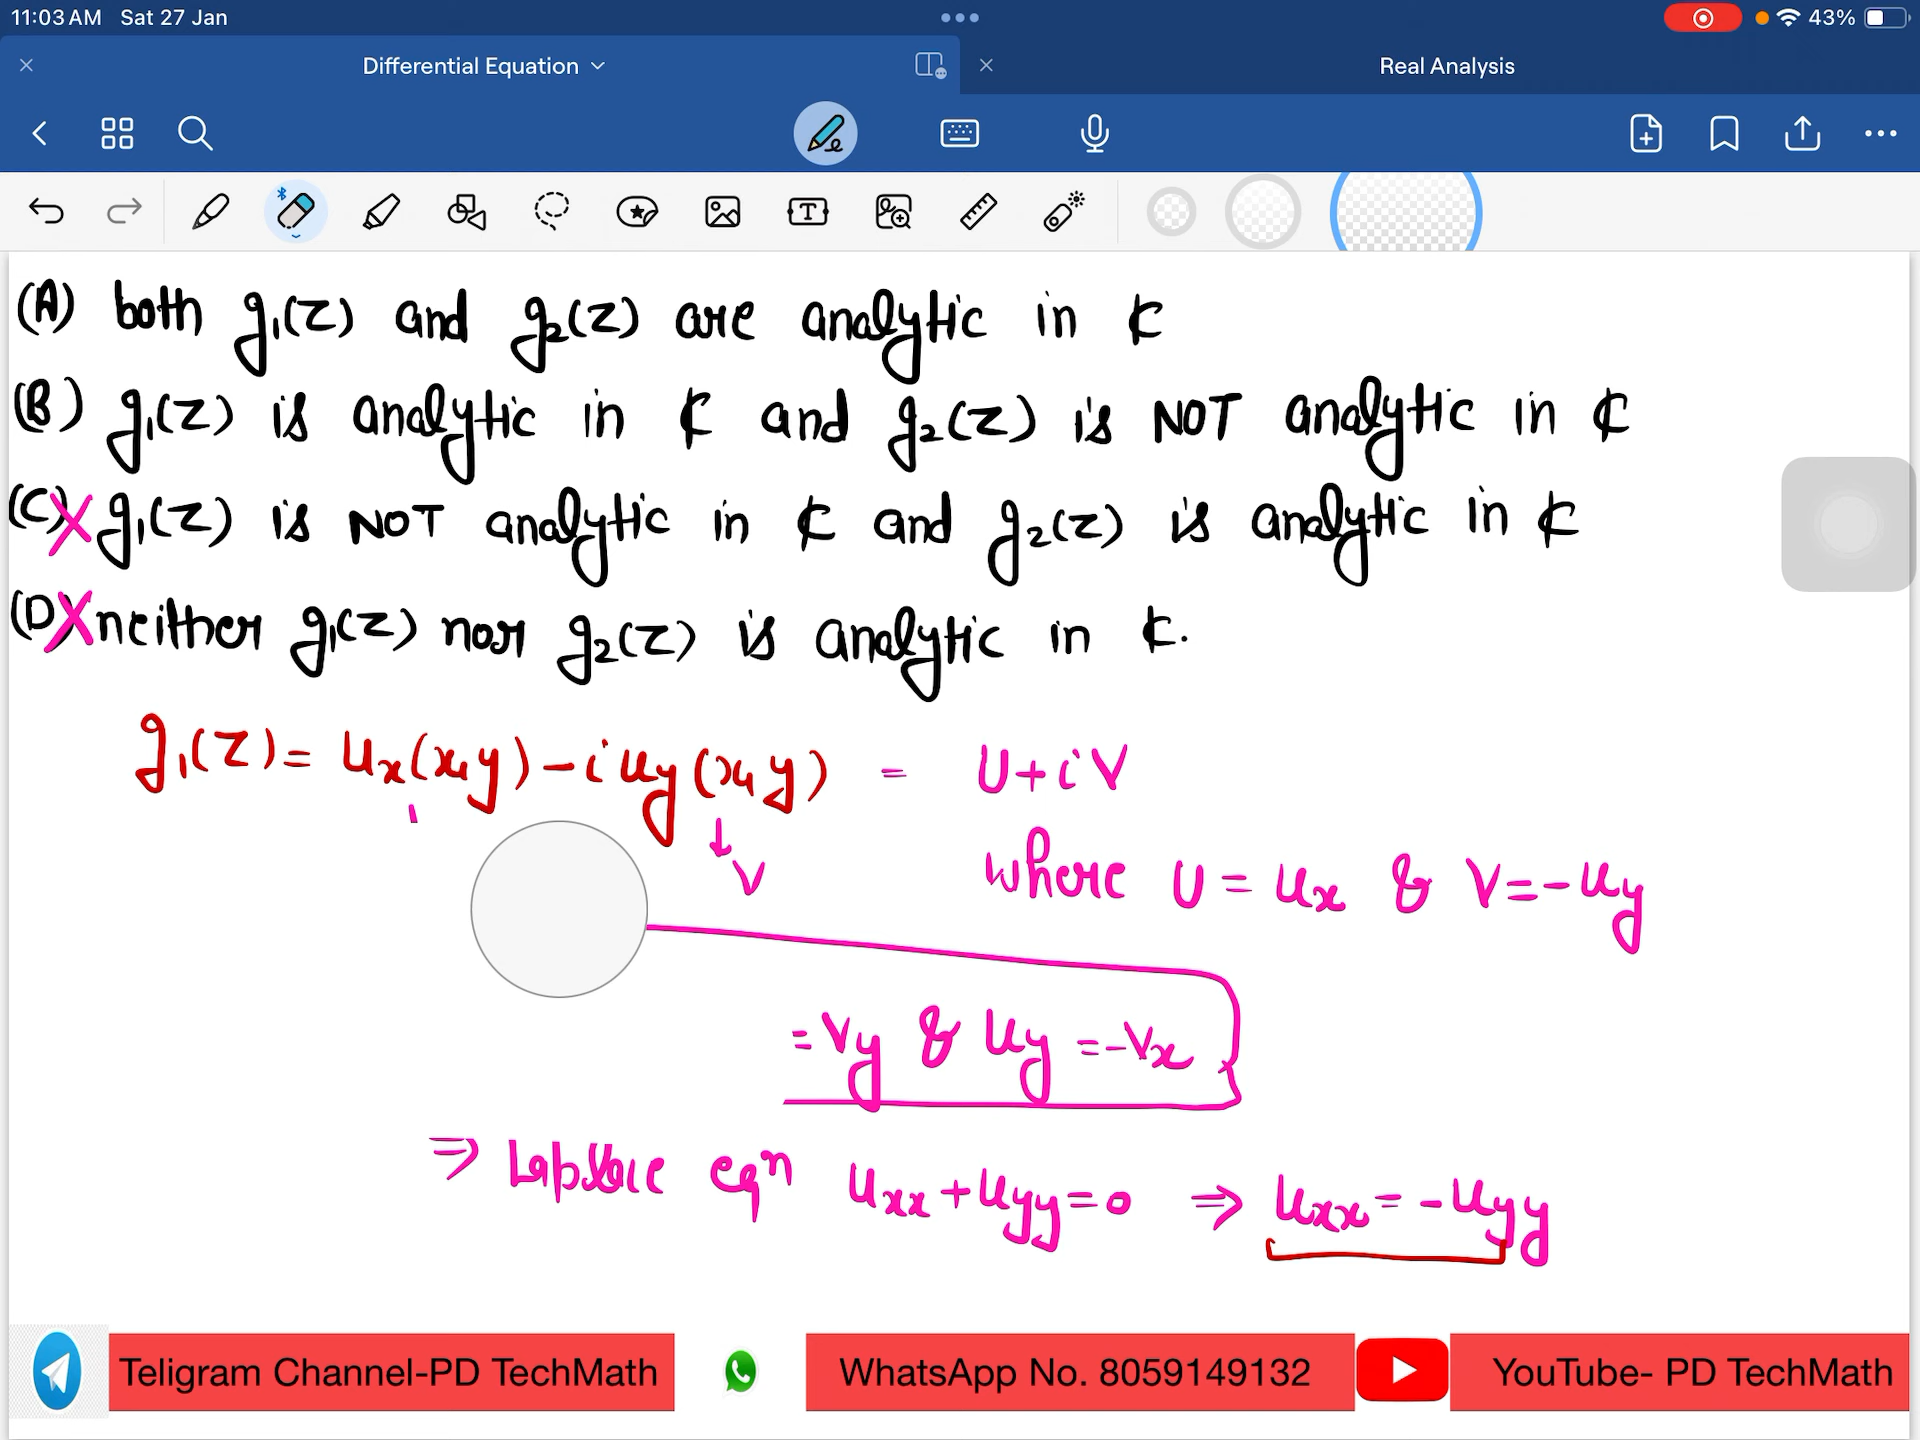 11:03 AM Sat 27 Jan 43%
Differential Equation Real Analysis
(A) both g₁(z) and g₂(z) are analytic in ℂ
(B) g₁(z) is analytic in ℂ and g₂(z) is NOT analytic in ℂ
(C) g₁(z) is NOT analytic in ℂ and g₂(z) is analytic in ℂ
(D) neither g₁(z) nor g₂(z) is analytic in ℂ.
g₁(z) = uₓ(x,y) - i u_y(x,y) = U + iV
V
where U = uₓ & V = -u_y
= V_y & U_y = -Vₓ
⇒ Laplace eqⁿ uₓₓ + u_yy = 0 ⇒ uₓₓ = -u_yy
Teligram Channel-PD TechMath WhatsApp No. 8059149132 YouTube- PD TechMath